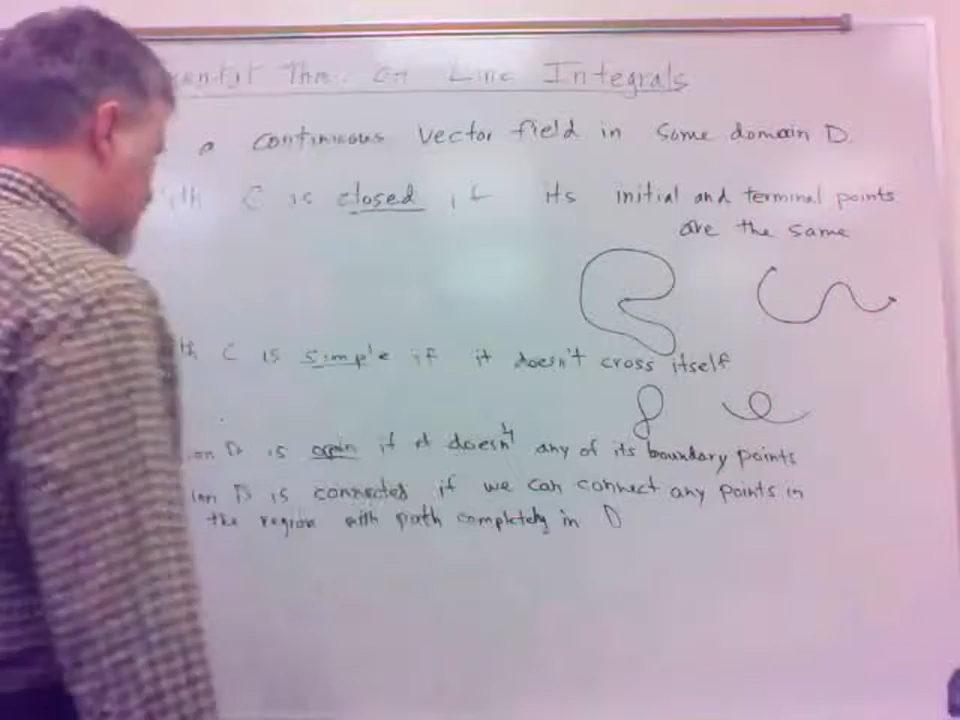 Thm. on Line Integrals
a continuous vector field in some domain D.
C is closed if its initial and terminal points
are the same
C is simple if it doesn't cross itself
D is open if it doesn't any of its boundary points
D is connected if we can connect any points in
the region with path completely in D